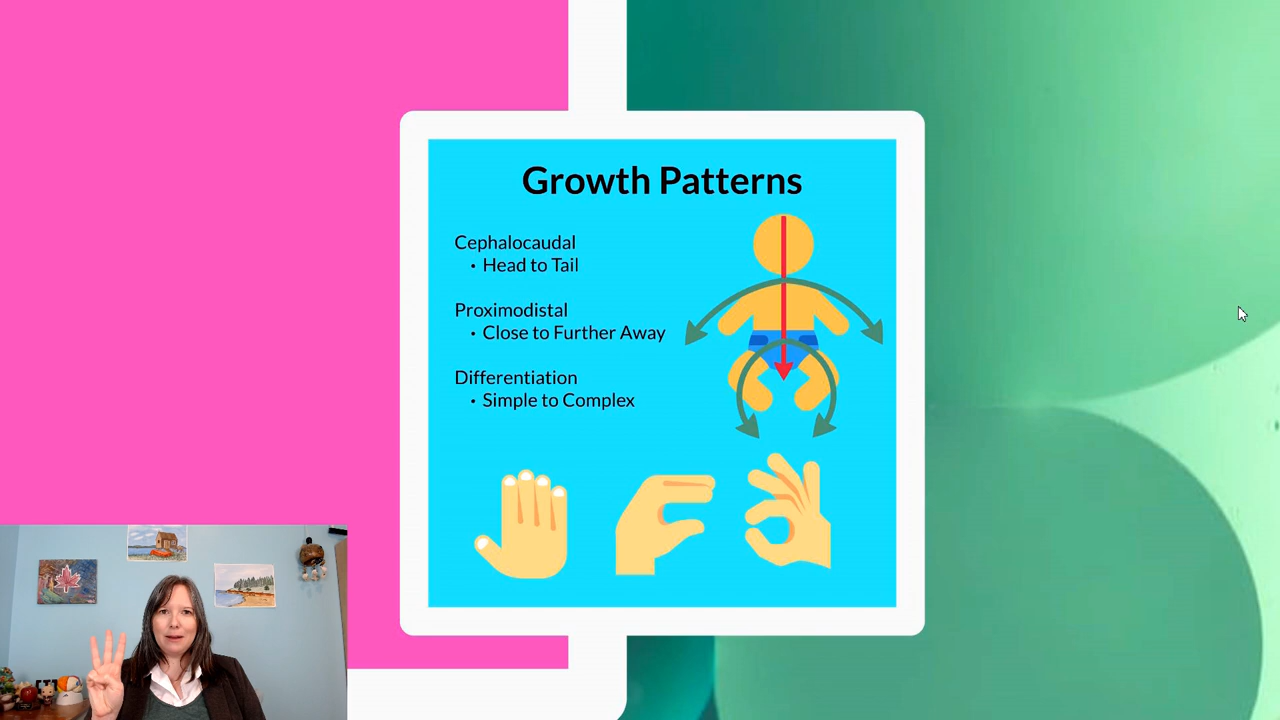 Growth Patterns
Cephalocaudal
• Head to Tail
Proximodistal
• Close to Further Away
Differentiation
• Simple to Complex